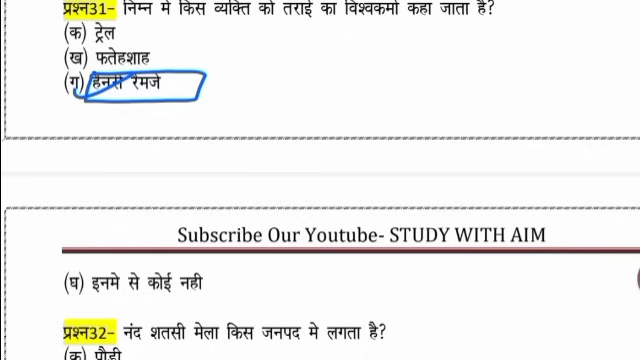 प्रश्न31– निम्न मे किस व्यक्ति को तराई का विश्वकर्मा कहा जाता है?
(क) ट्रेल
(ख) फतेहशाह
(ग) हेनरी रैमजे
Subscribe Our Youtube- STUDY WITH AIM
(घ) इनमे से कोई नही
प्रश्न32– नंद शतसी मेला किस जनपद मे लगता है?
(क) पौड़ी